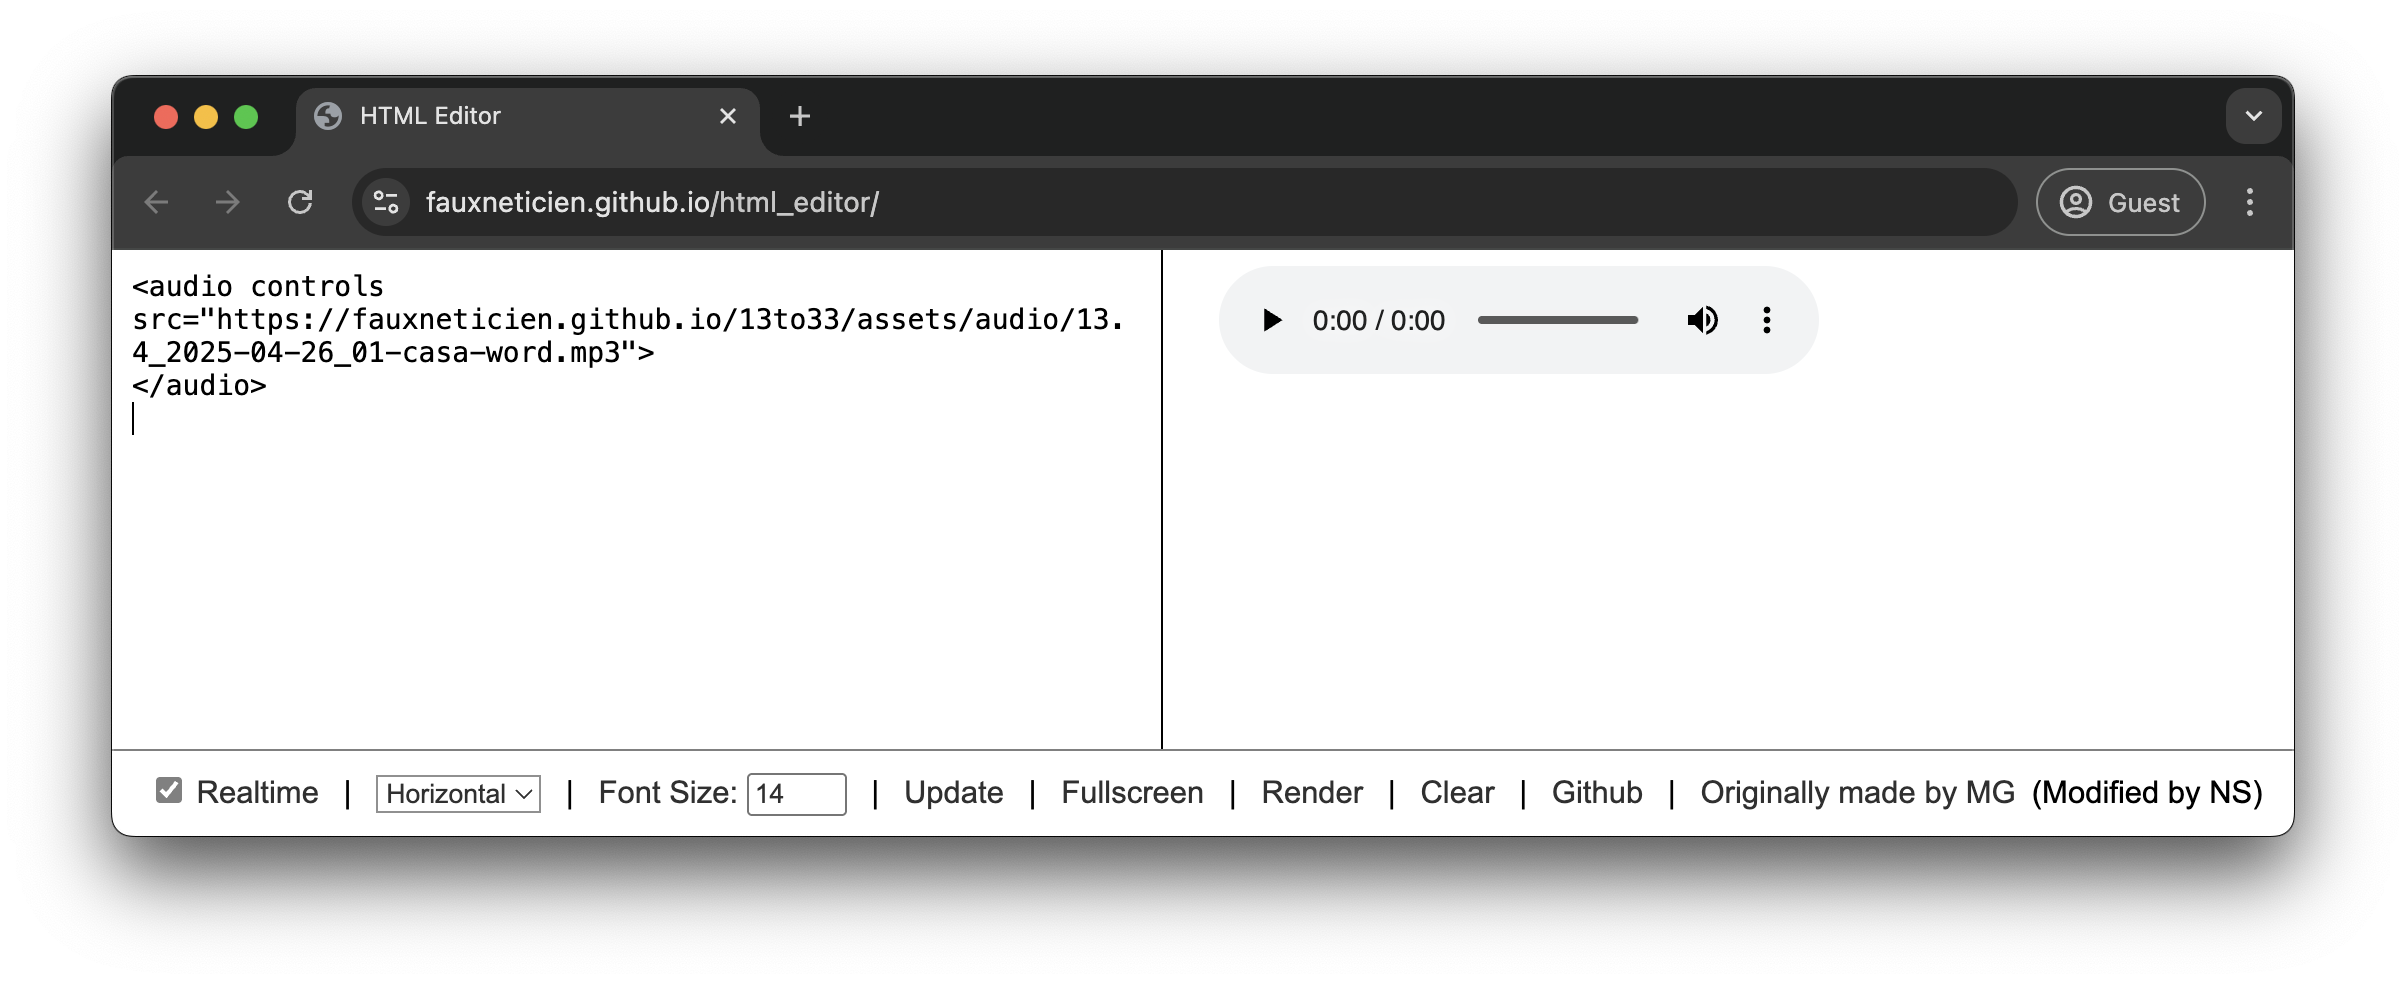 HTML Editor
fauxneticien.github.io/html_editor/
Guest
<audio controls
src="https://fauxneticien.github.io/13to33/assets/audio/13.
4_2025-04-26_01-casa-word.mp3">
</audio>
0:00 / 0:00
Realtime | Horizontal | Font Size: 14 | Update | Fullscreen | Render | Clear | Github | Originally made by MG (Modified by NS)